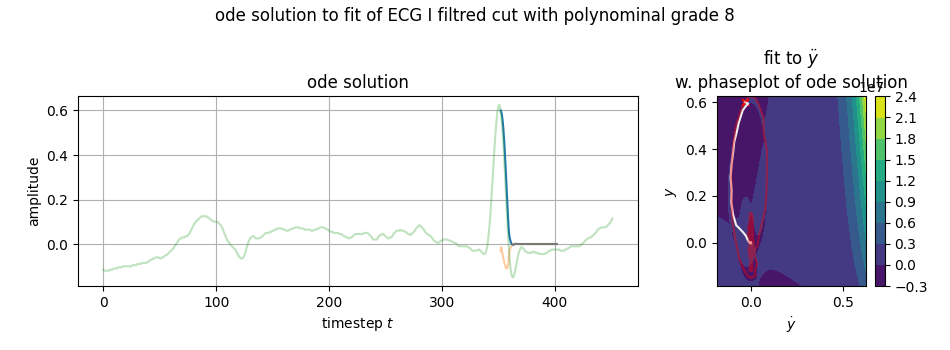 ode solution to fit of ECG I filtred cut with polynominal grade 8
ode solution
amplitude
0.6
0.4
0.2
0.0
0 100 200 300 400
timestep t
fit to ÿ
w. phaseplot of ode solution
1e7
y
0.6
0.4
0.2
0.0
0.0 0.5
ẏ
2.4
2.1
1.8
1.5
1.2
0.9
0.6
0.3
0.0
−0.3